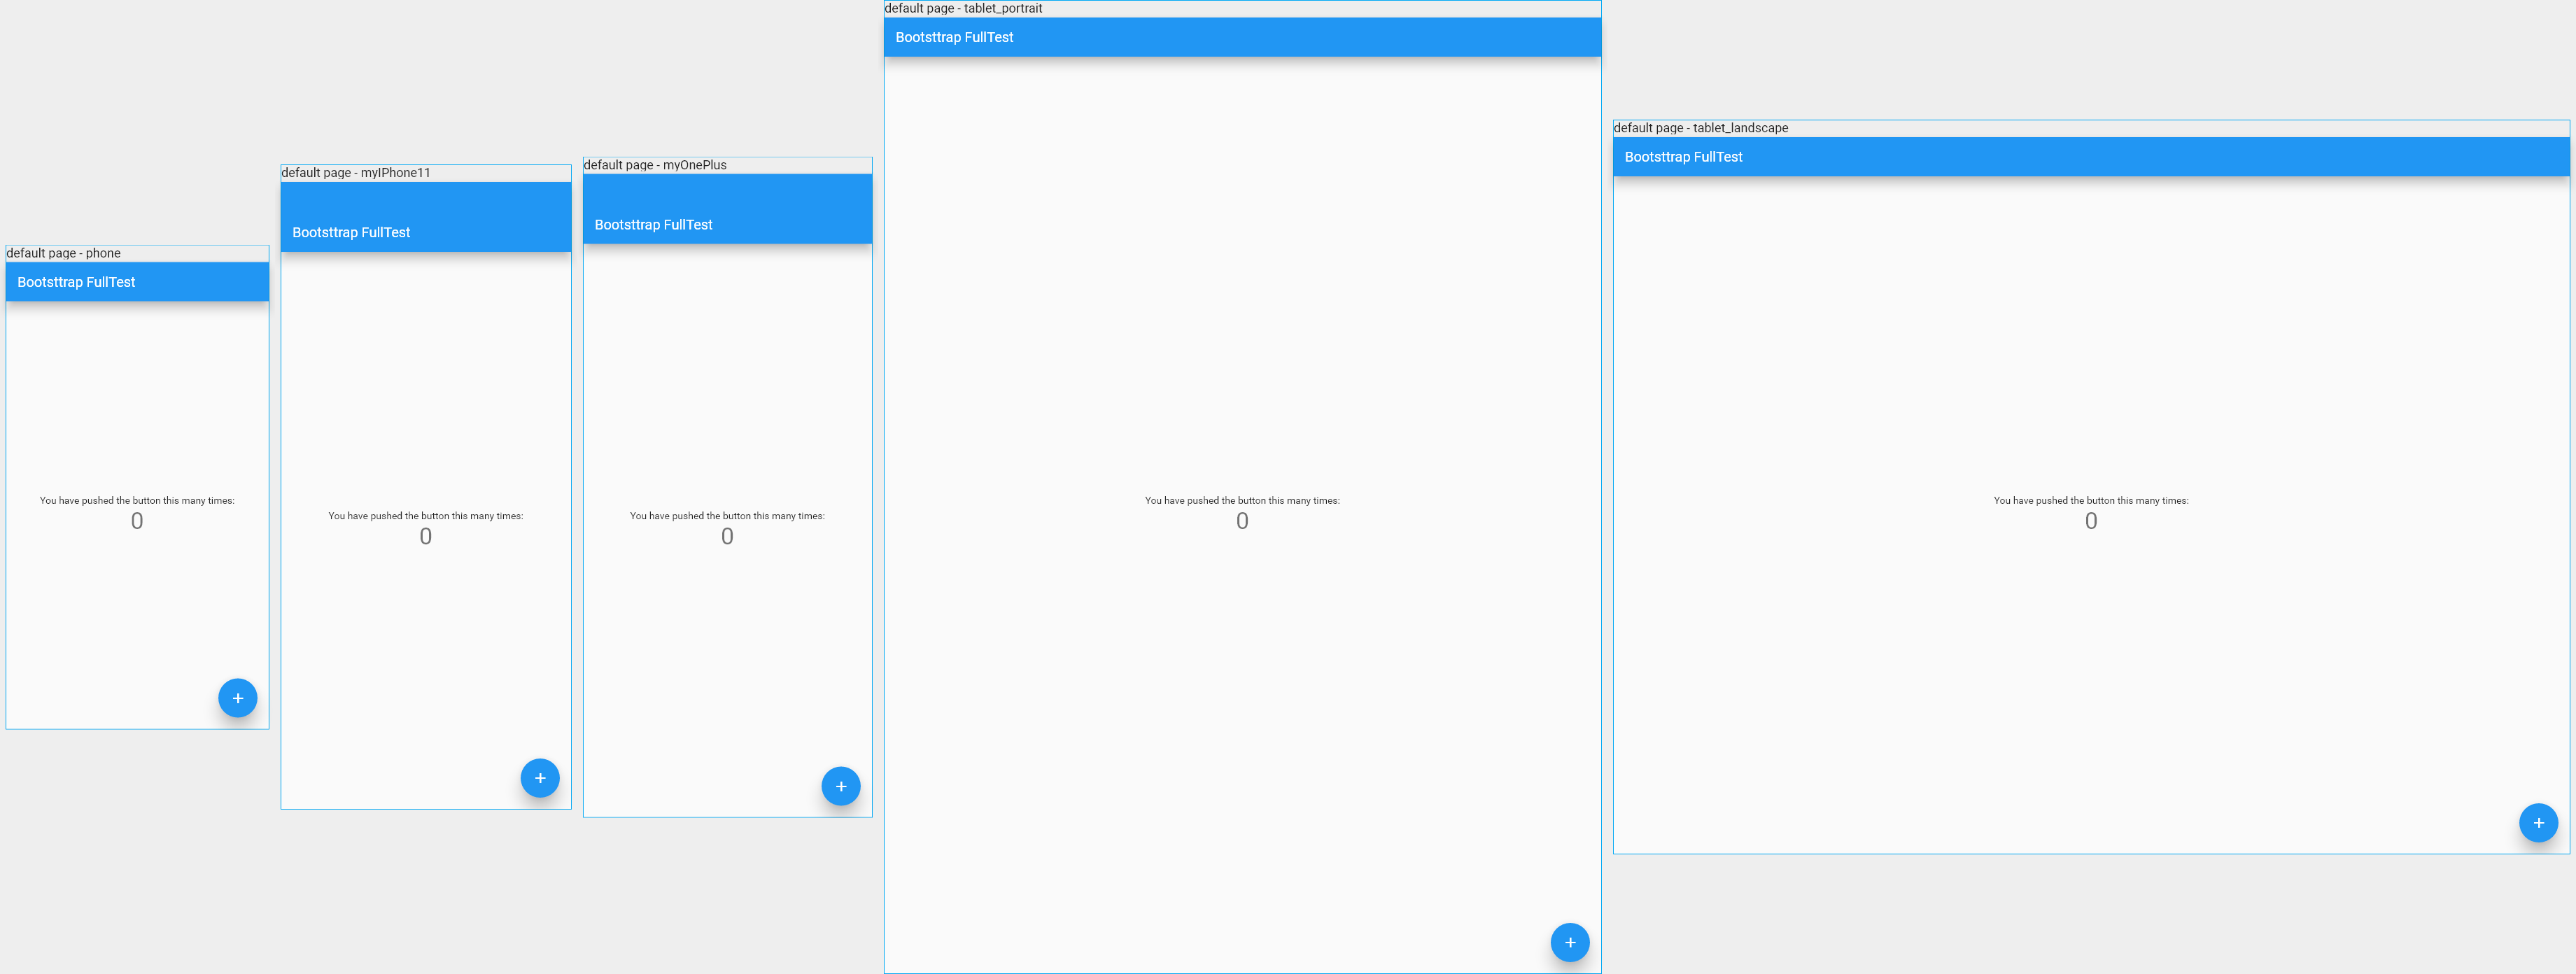 default page - phone
Bootsttrap FullTest
You have pushed the button this many times:
0
+
default page - myIPhone11
Bootsttrap FullTest
You have pushed the button this many times:
0
+
default page - myOnePlus
Bootsttrap FullTest
You have pushed the button this many times:
0
+
default page - tablet_portrait
Bootsttrap FullTest
You have pushed the button this many times:
0
+
default page - tablet_landscape
Bootsttrap FullTest
You have pushed the button this many times:
0
+